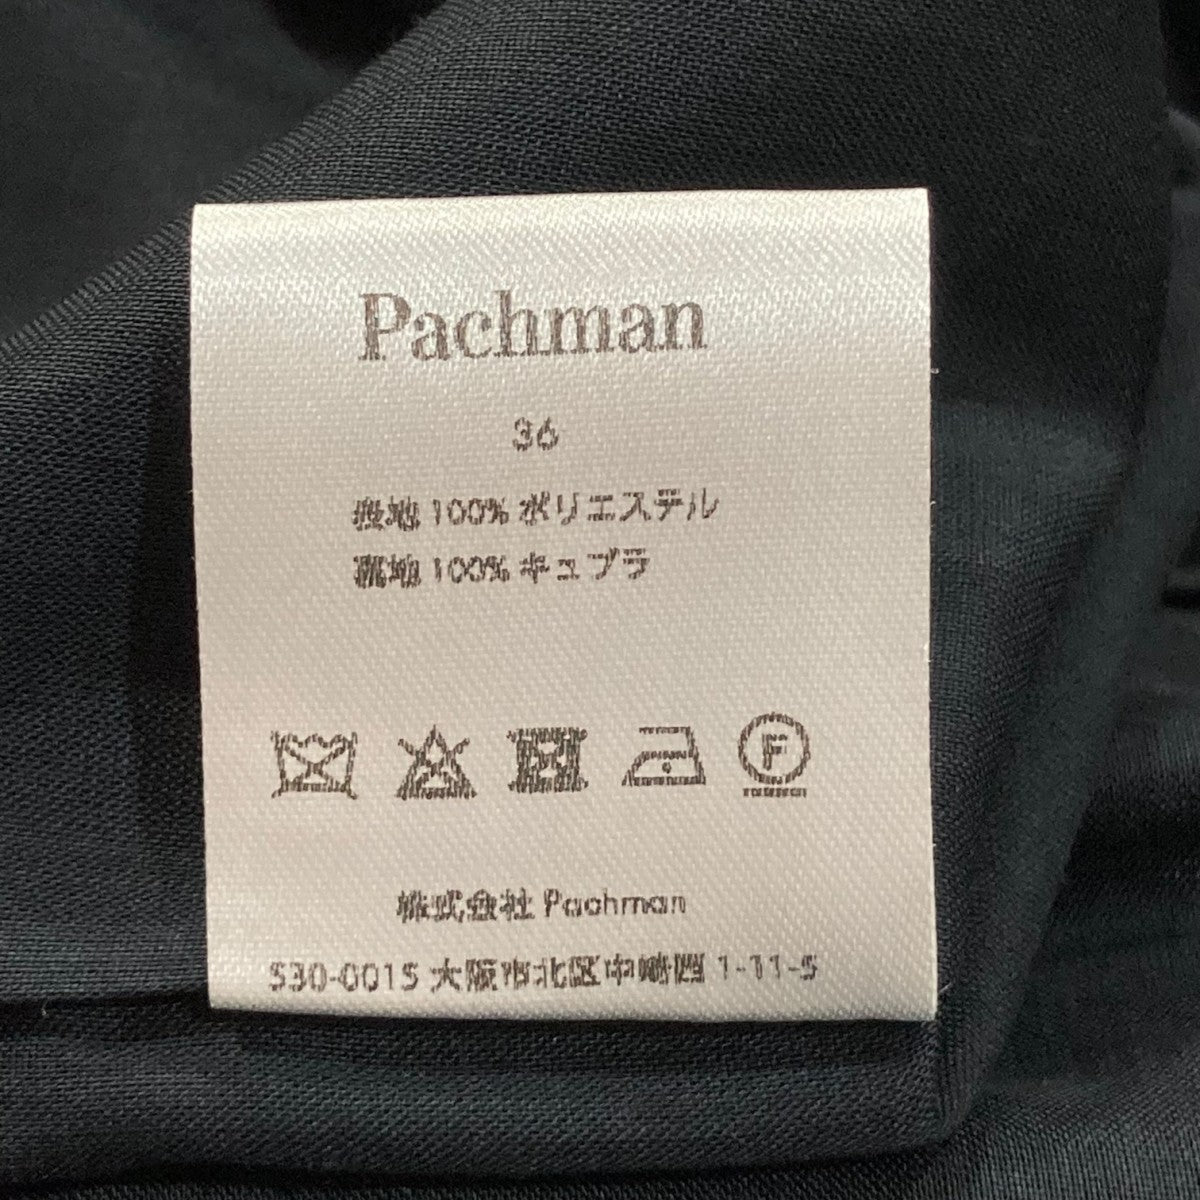 Pachman
36
表地 100% ポリエステル
裏地 100% キュプラ
F
株式会社 Pachman
530-0015 大阪市北区中崎西 1-11-5